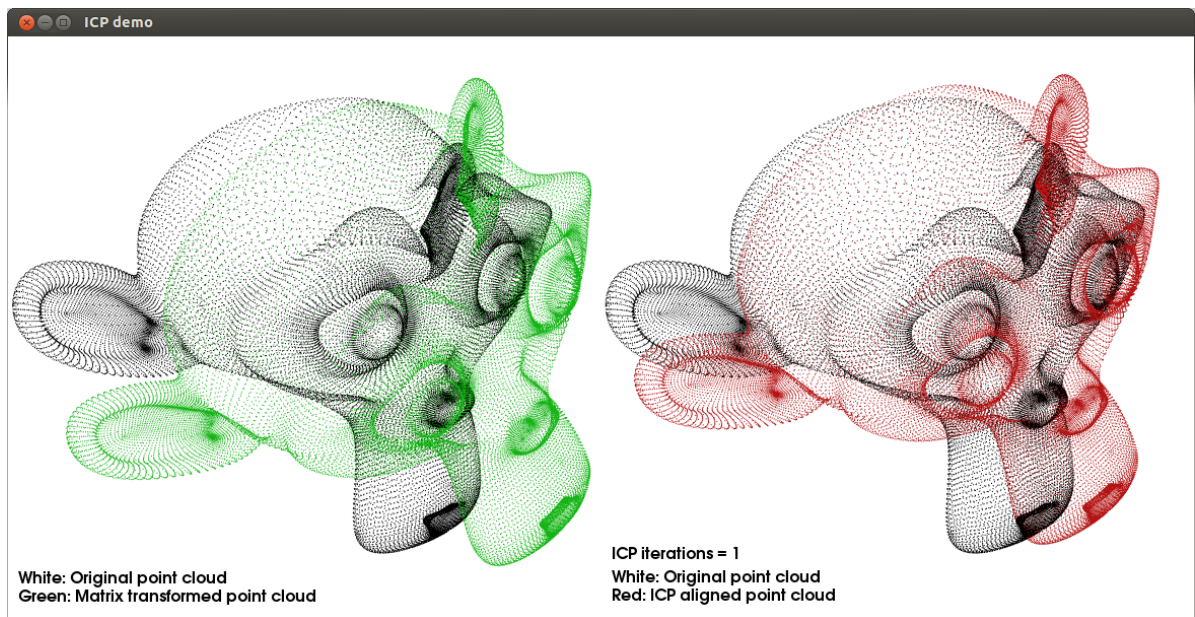 ICP demo
White: Original point cloud
Green: Matrix transformed point cloud
ICP iterations = 1
White: Original point cloud
Red: ICP aligned point cloud